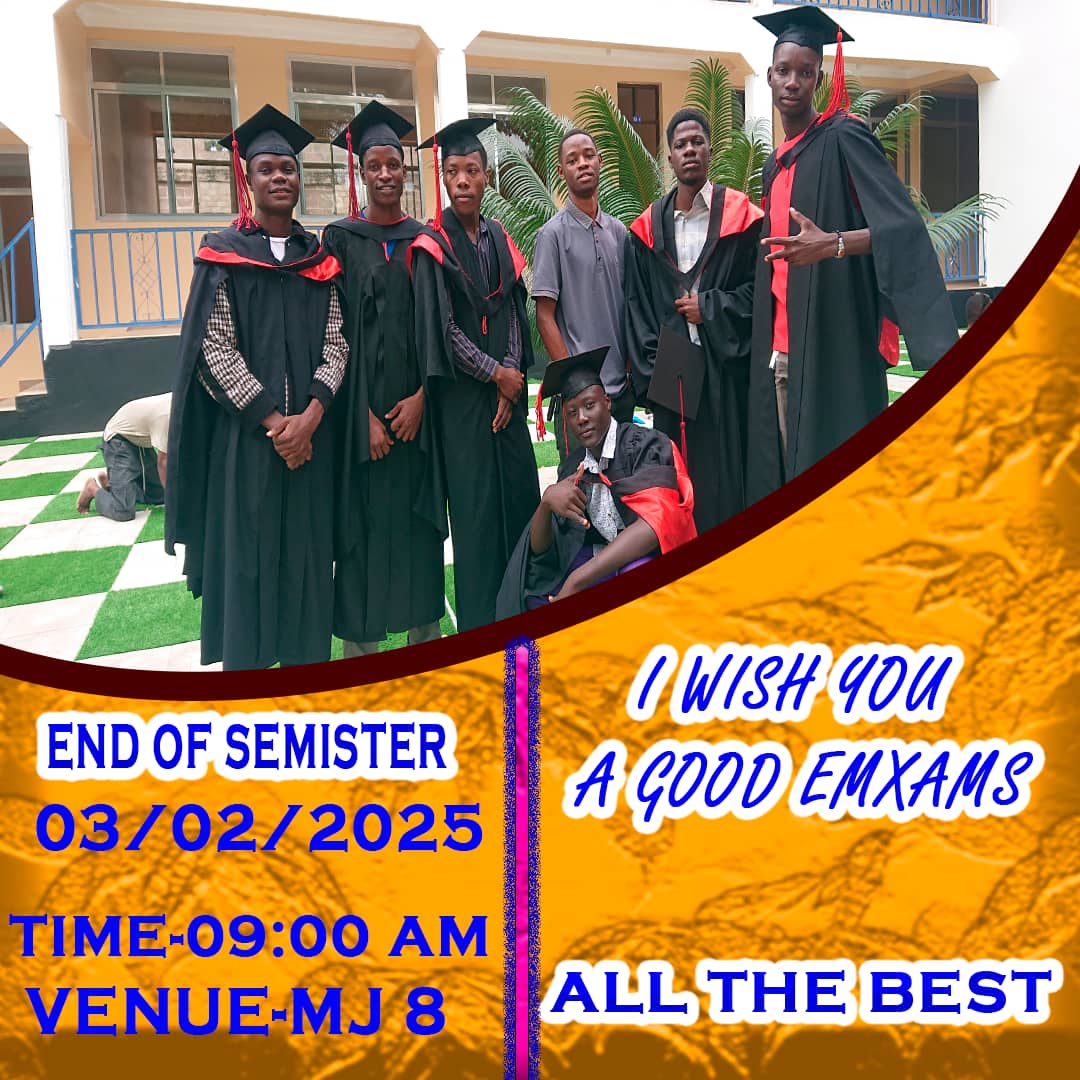 END OF SEMISTER
03/02/2025
TIME-09:00 AM
VENUE-MJ 8
I WISH YOU
A GOOD EMXAMS
ALL THE BEST